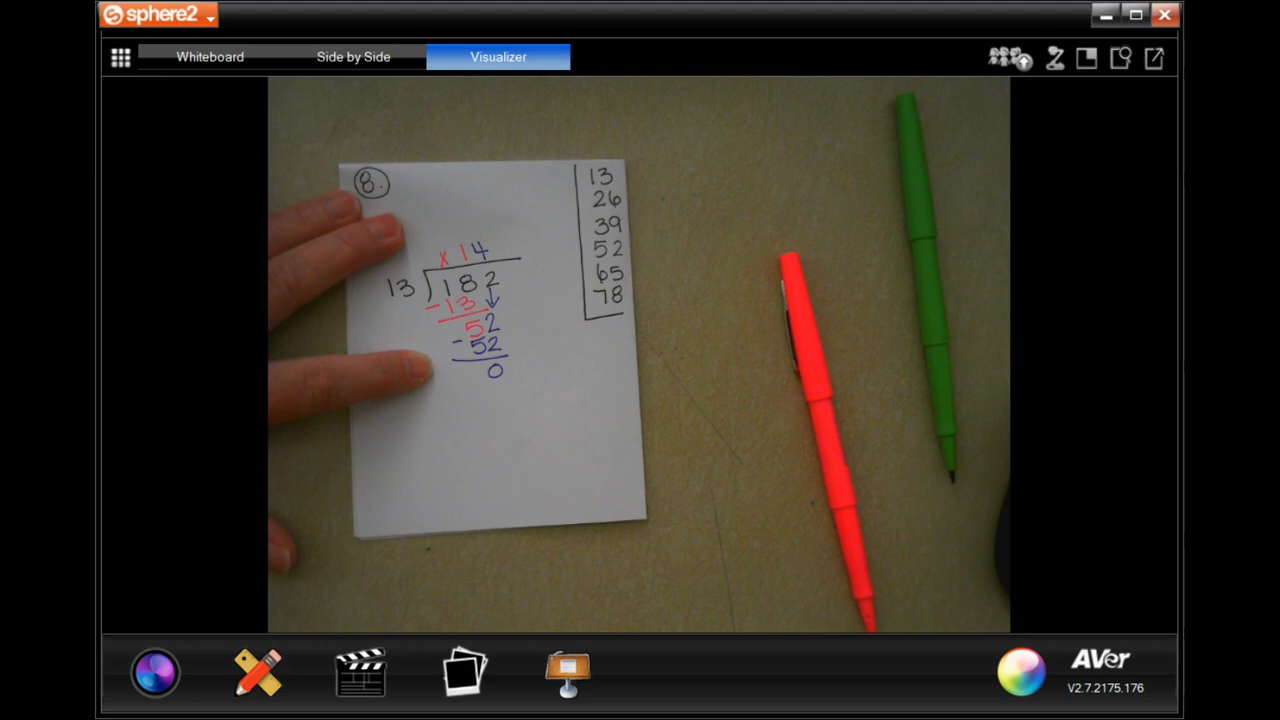 sphere2
Whiteboard Side by Side Visualizer
8.
13
26
39
52
65
78
x14
13 182
-13
52
-52
0
AVer
V2.7.2175.176